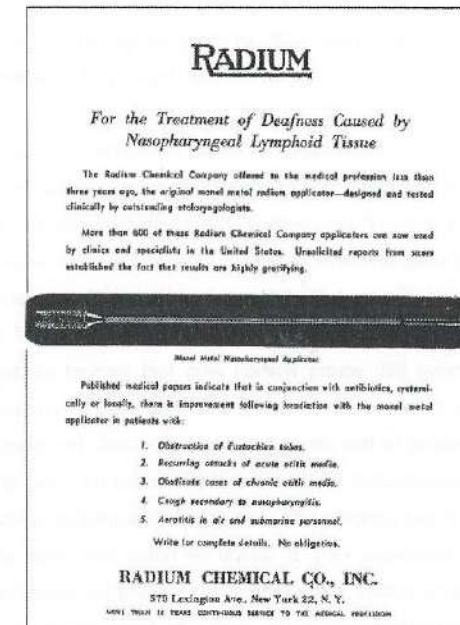 RADIUM
For the Treatment of Deafness Caused by
Nasopharyngeal Lymphoid Tissue
The Radium Chemical Company offered to the medical profession less than
three years ago, the original monel metal radium applicator—designed and tested
clinically by outstanding otolaryngologists.
More than 600 of these Radium Chemical Company applicators are now used
by clinics and specialists in the United States. Unsolicited reports from users
established the fact that results are highly gratifying.
Monel Metal Nasopharyngeal Applicator
Published medical papers indicate that in conjunction with antibiotics, systemi-
cally or locally, there is improvement following irradiation with the monel metal
applicator in patients with:
1. Obstruction of Eustachian tubes.
2. Recurring attacks of acute otitis media.
3. Obstinate cases of chronic otitis media.
4. Cough secondary to nasopharyngitis.
5. Aerotitis in air and submarine personnel.
Write for complete details. No obligation.
RADIUM CHEMICAL CO., INC.
570 Lexington Ave., New York 22, N. Y.
MORE THAN YEARS CONTINUOUS SERVICE TO THE MEDICAL PROFESSION